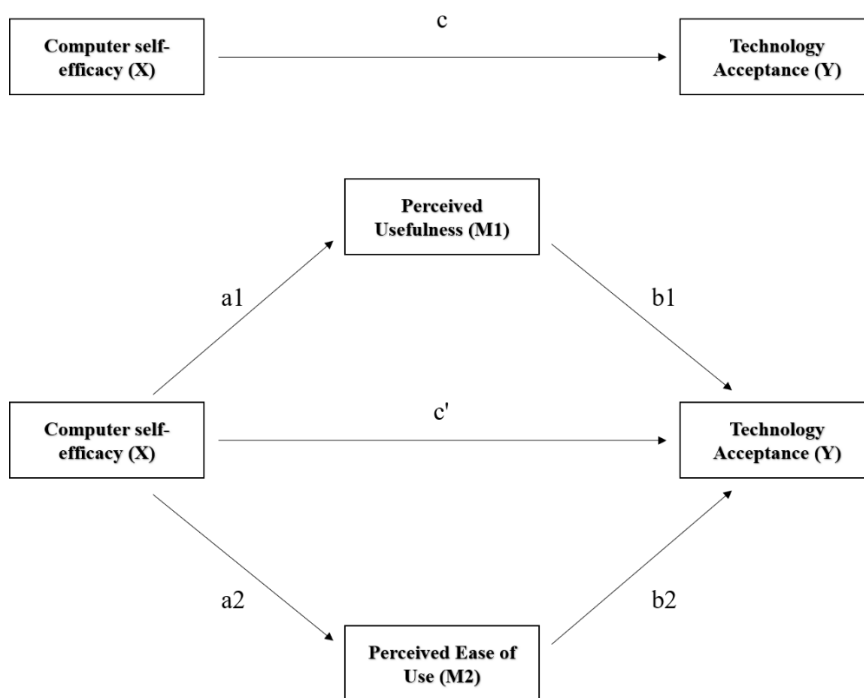 c
Computer self-
efficacy (X)
Technology
Acceptance (Y)
Perceived
Usefulness (M1)
a1
b1
Computer self-
efficacy (X)
c'
Technology
Acceptance (Y)
a2
b2
Perceived Ease of
Use (M2)